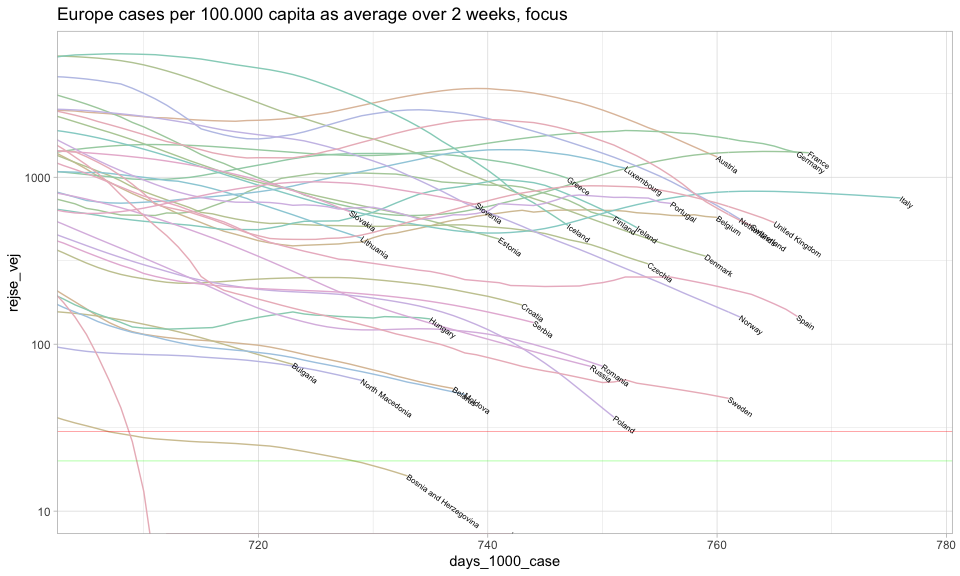 Europe cases per 100.000 capita as average over 2 weeks, focus
rejse_vej
1000
100
10
Austria
France
Germany
Greece
Luxembourg
Italy
Slovakia
Slovenia
Portugal
Belgium
United Kingdom
Finland
Ireland
Iceland
Lithuania
Estonia
Czechia
Denmark
Croatia
Serbia
Hungary
Norway
Spain
Bulgaria
North Macedonia
Belarus
Moldova
Russia
Romania
Sweden
Poland
Bosnia and Herzegovina
720
740
760
780
days_1000_case